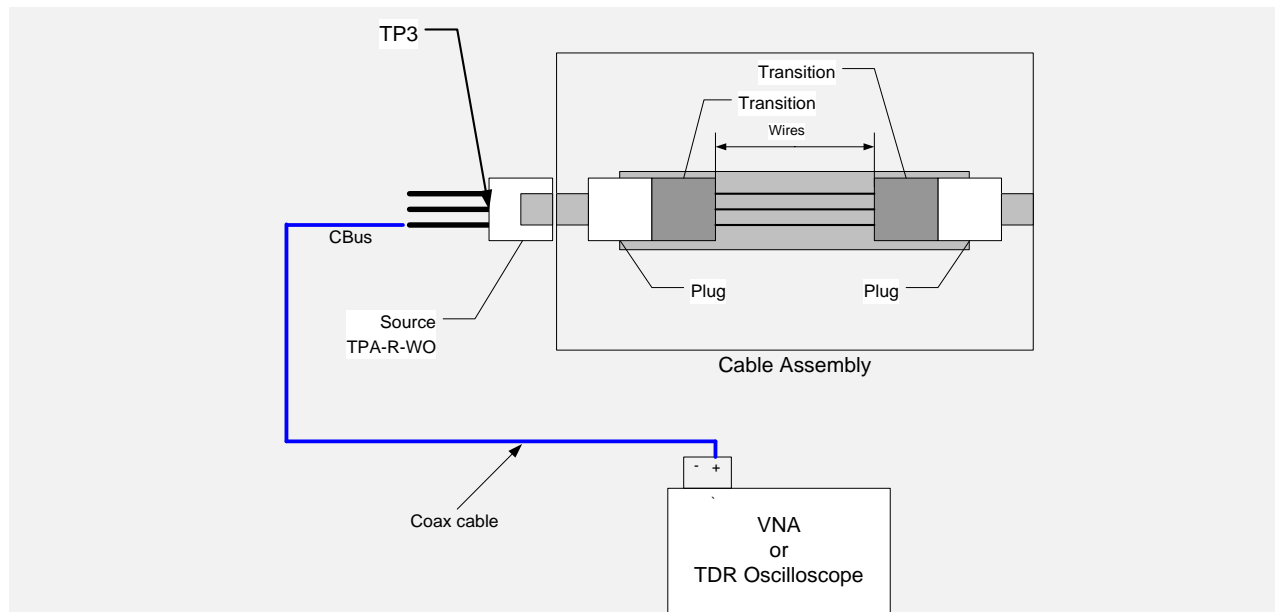 TP3
Transition
Transition
Wires
CBus
Plug
Plug
Source
TPA-R-WO
Cable Assembly
- +
`
Coax cable
VNA
or
TDR Oscilloscope